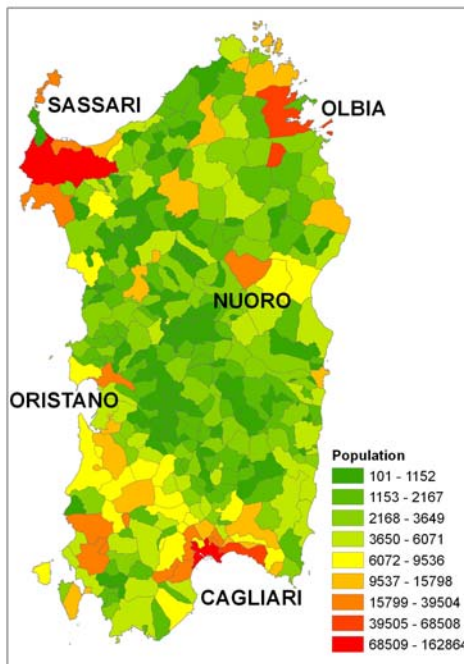 SASSARI
OLBIA
NUORO
ORISTANO
CAGLIARI
Population
101 - 1152
1153 - 2167
2168 - 3649
3650 - 6071
6072 - 9536
9537 - 15798
15799 - 39504
39505 - 68508
68509 - 162864